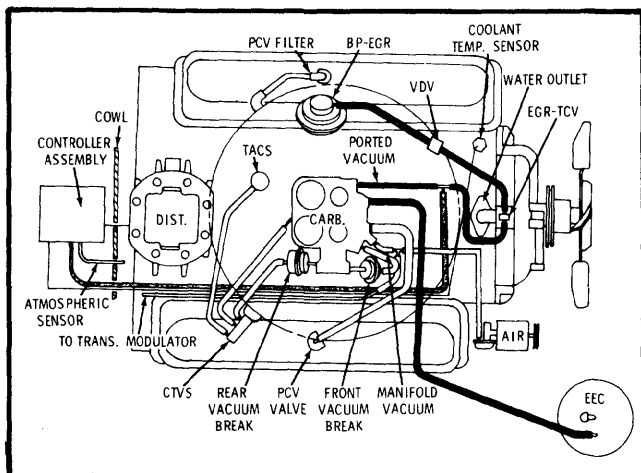 PCV FILTER
BP-EGR
COOLANT
TEMP. SENSOR
VDV
WATER OUTLET
EGR-TCV
COWL
CONTROLLER
ASSEMBLY
TACS
PORTED
VACUUM
DIST.
CARB.
ATMOSPHERIC
SENSOR
TO TRANS. MODULATOR
AIR
CTVS
REAR
VACUUM
BREAK
PCV
VALVE
FRONT
VACUUM
BREAK
MANIFOLD
VACUUM
EEC